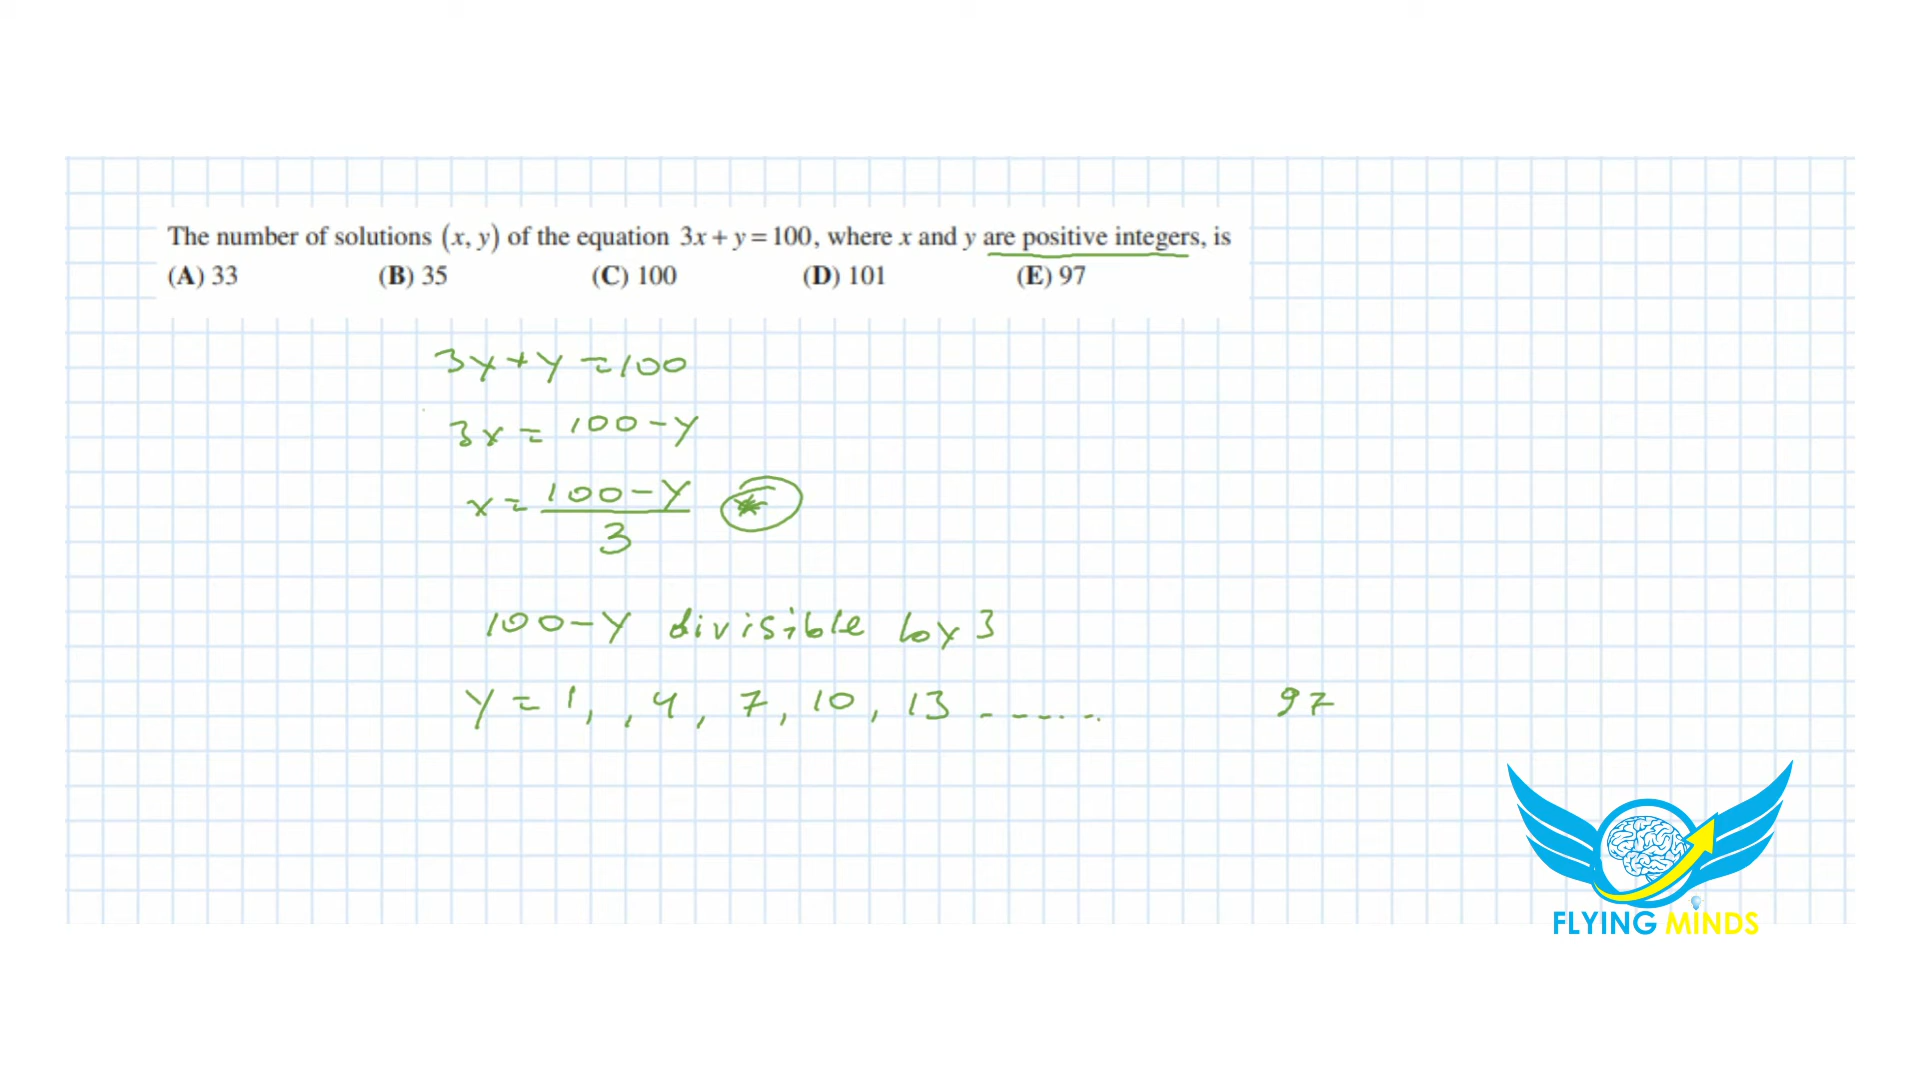 The number of solutions (x, y) of the equation 3x + y = 100, where x and y are positive integers, is
(A) 33 (B) 35 (C) 100 (D) 101 (E) 97
3x + y = 100
3x = 100 - y
x = 100 - y / 3 *
100 - y divisible by 3
y = 1, , 4, 7, 10, 13 ------ 97
FLYING MINDS